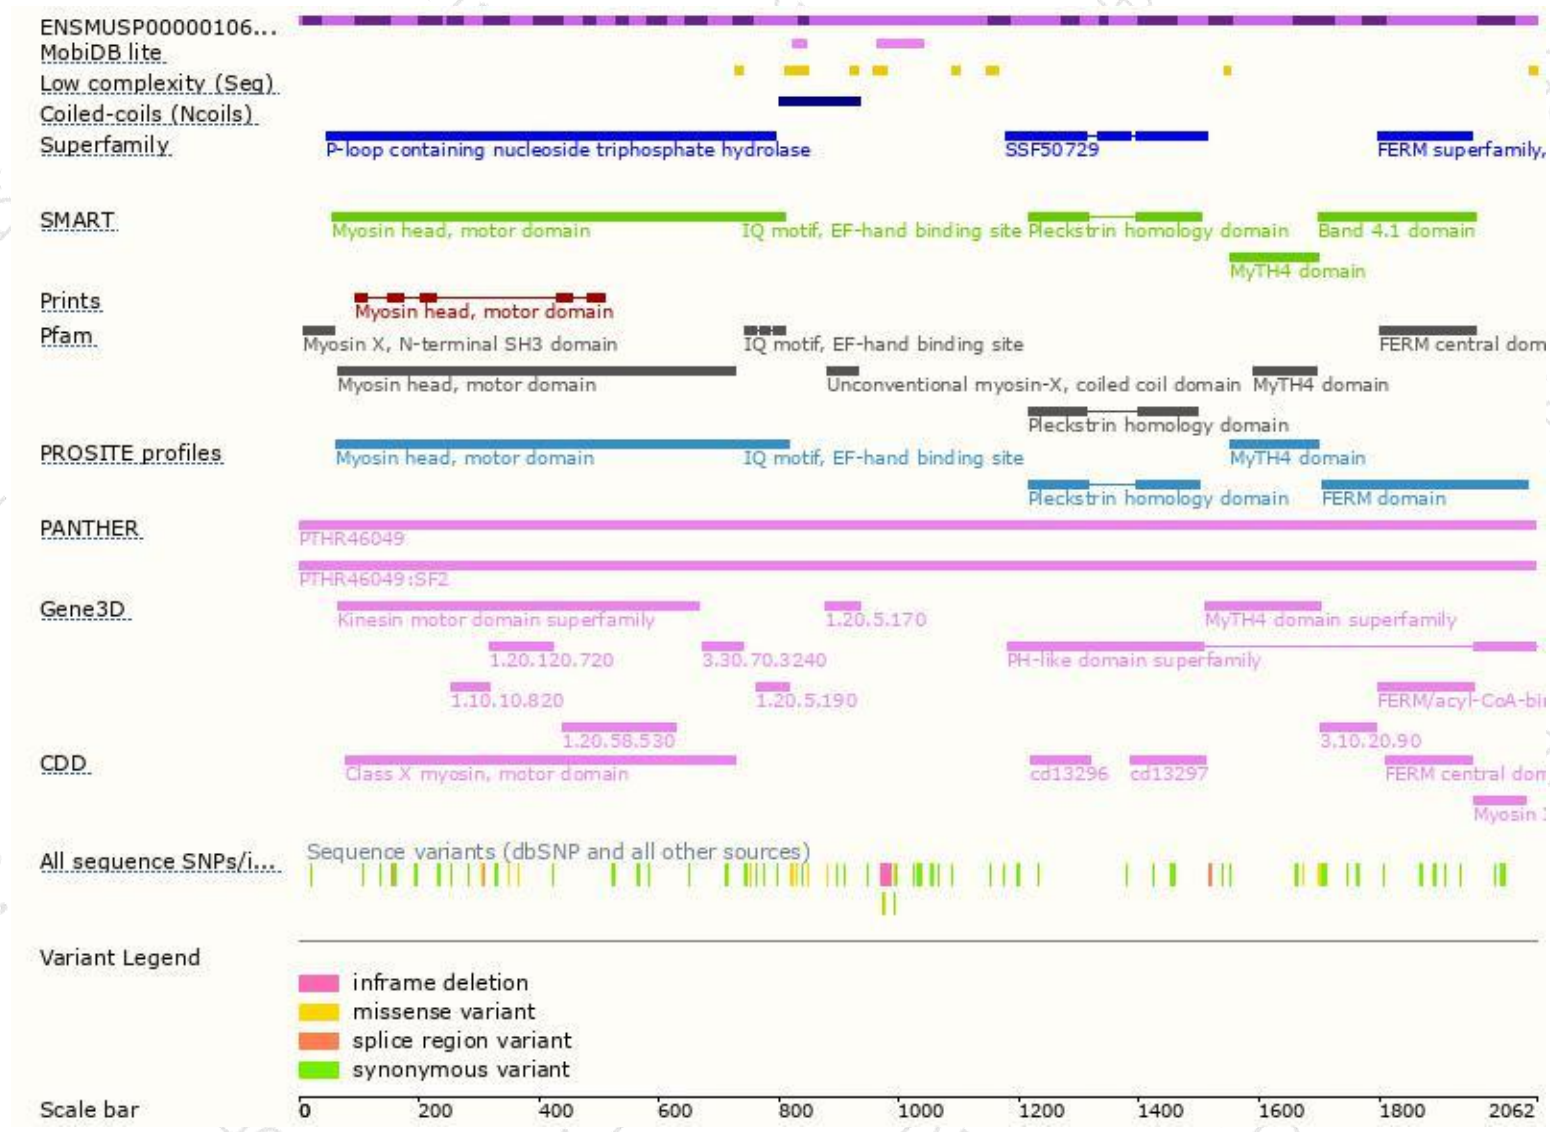 ENSMUSP00000106...
MobiDB lite
Low complexity (Seg)
Coiled-coils (Ncoils)
Superfamily
P-loop containing nucleoside triphosphate hydrolase SSF50729 FERM superfamily,
SMART
Myosin head, motor domain IQ motif, EF-hand binding site Pleckstrin homology domain Band 4.1 domain
MyTH4 domain
Prints
Myosin head, motor domain
Pfam
Myosin X, N-terminal SH3 domain IQ motif, EF-hand binding site FERM central dom
Myosin head, motor domain Unconventional myosin-X, coiled coil domain MyTH4 domain
Pleckstrin homology domain
PROSITE profiles
Myosin head, motor domain IQ motif, EF-hand binding site MyTH4 domain
Pleckstrin homology domain FERM domain
PANTHER
PTHR46049
PTHR46049:SF2
Gene3D
Kinesin motor domain superfamily 1.20.5.170 MyTH4 domain superfamily
1.20.120.720 3.30.70.3240 PH-like domain superfamily
1.10.10.820 1.20.5.190 FERM/acyl-CoA-bi
1.20.58.530 3.10.20.90
CDD
Class X myosin, motor domain cd13296 cd13297 FERM central dom
Myosin
All sequence SNPs/i...
Sequence variants (dbSNP and all other sources)
Variant Legend
inframe deletion
missense variant
splice region variant
synonymous variant
Scale bar 0 200 400 600 800 1000 1200 1400 1600 1800 2062